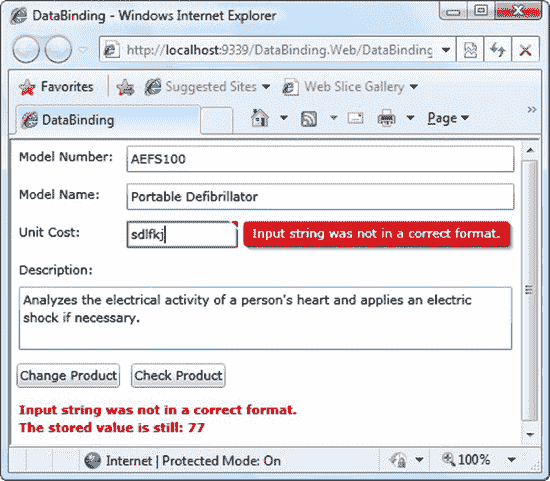 DataBinding - Windows Internet Explorer
http://localhost:9339/DataBinding.Web/DataBinding
Favorites Suggested Sites Web Slice Gallery
DataBinding Page
Model Number: AEFS100
Model Name: Portable Defibrillator
Unit Cost: sdlfkj Input string was not in a correct format.
Description:
Analyzes the electrical activity of a person's heart and applies an electric
shock if necessary.
Change Product Check Product
Input string was not in a correct format.
The stored value is still: 77
Internet | Protected Mode: On 100%